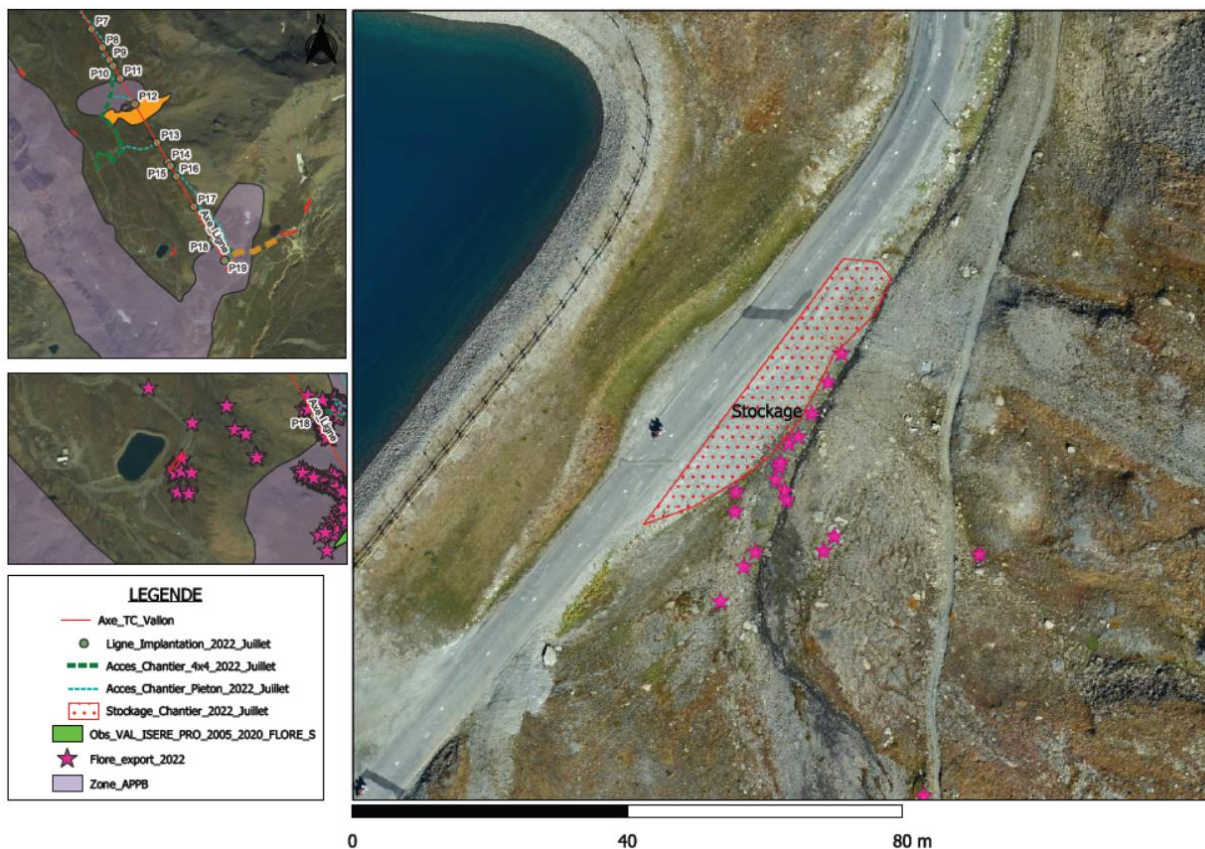 N
P7
P8
P9
P10
P11
P12
P13
P14
P15
P16
P17
Axe_Ligne
P18
P19
Axe_Ligne
P18
Stockage
LEGENDE
Axe_TC_Vallon
Ligne_Implantation_2022_Juillet
Acces_Chantier_4x4_2022_Juillet
Acces_Chantier_Pieton_2022_Juillet
Stockage_Chantier_2022_Juillet
Obs_VAL_ISERE_PRO_2005_2020_FLORE_S
Flore_export_2022
Zone_APPB
0 40 80 m